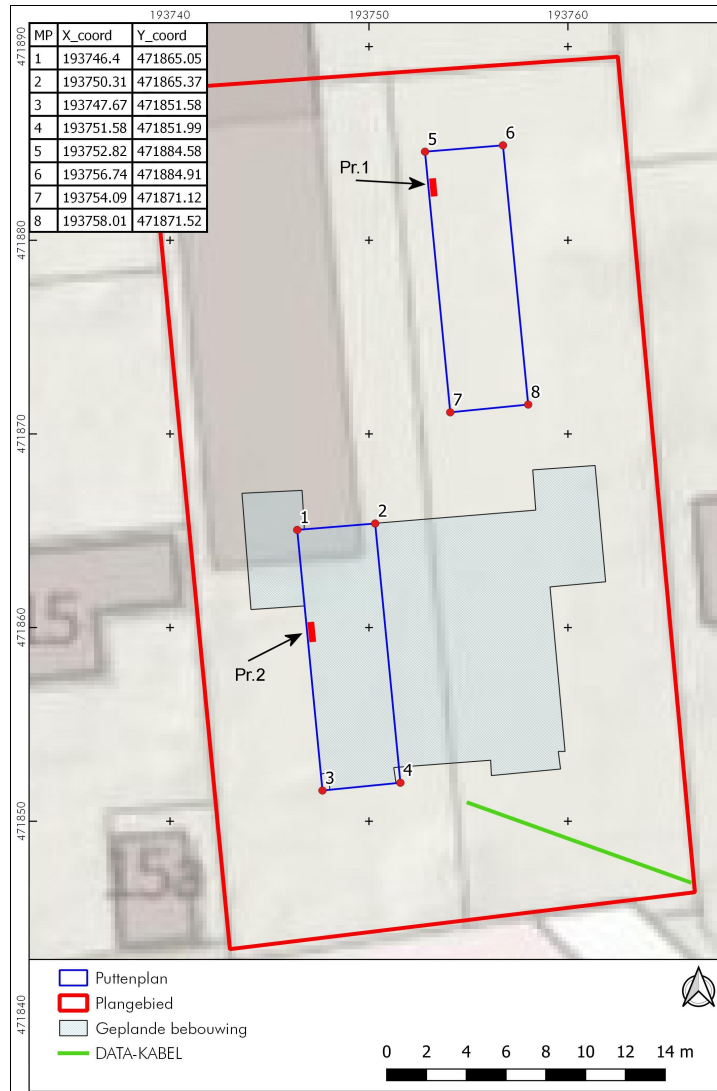 193740 193750 193760
471890
MP X_coord Y_coord
1 193746.4 471865.05
2 193750.31 471865.37
3 193747.67 471851.58
4 193751.58 471851.99
5 193752.82 471884.58
6 193756.74 471884.91
7 193754.09 471871.12
8 193758.01 471871.52
5 6
Pr.1
471880
7 8
471870
1 2
471860
15
Pr.2
3 4
471850
15a
Puttenplan
Plangebied
Geplande bebouwing
DATA-KABEL
471840
0 2 4 6 8 10 12 14 m